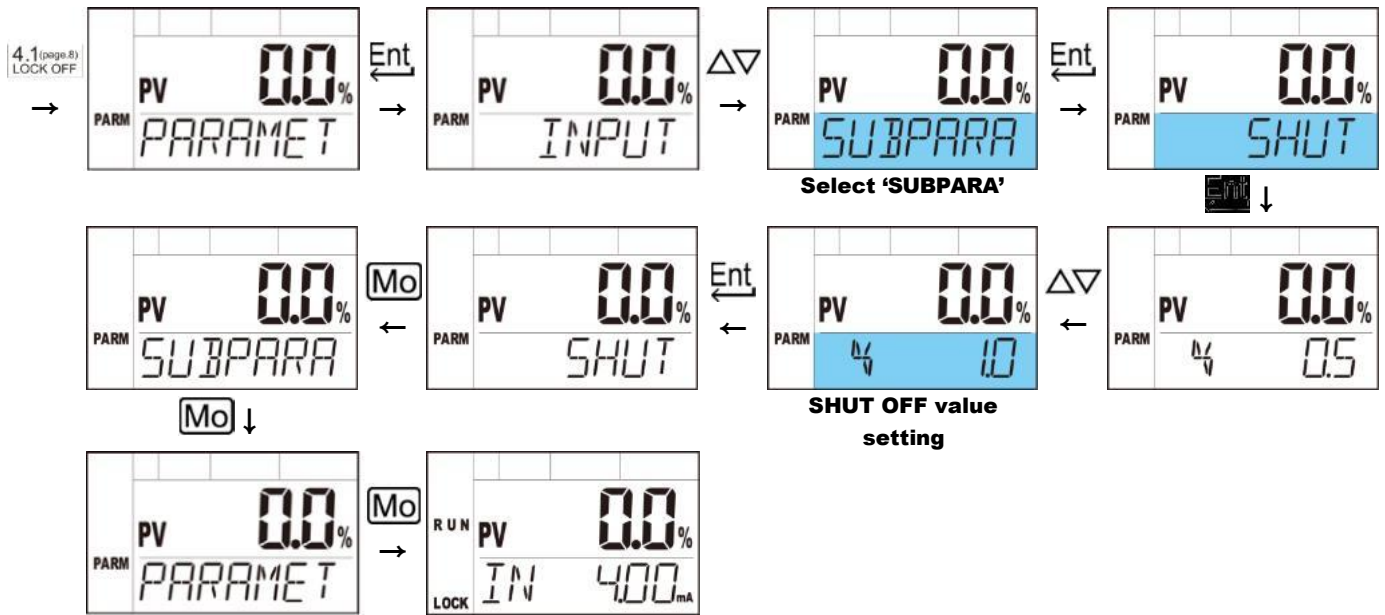 4.1(page.8)
LOCK OFF
→
PV 0.0%
PARM
PARAMET
Ent
→
PV 0.0%
PARM
INPUT
△▽
→
PV 0.0%
PARM
SUBPARA
Select ‘SUBPARA’
Ent
→
PV 0.0%
PARM
SHUT
Ent ↓
PV 0.0%
PARM
% 0.5
△▽
←
PV 0.0%
PARM
% 1.0
SHUT OFF value
setting
Ent
←
PV 0.0%
PARM
SHUT
Mo
←
PV 0.0%
PARM
SUBPARA
Mo ↓
PV 0.0%
PARM
PARAMET
Mo
→
RUN PV 0.0%
LOCK IN 4.00mA